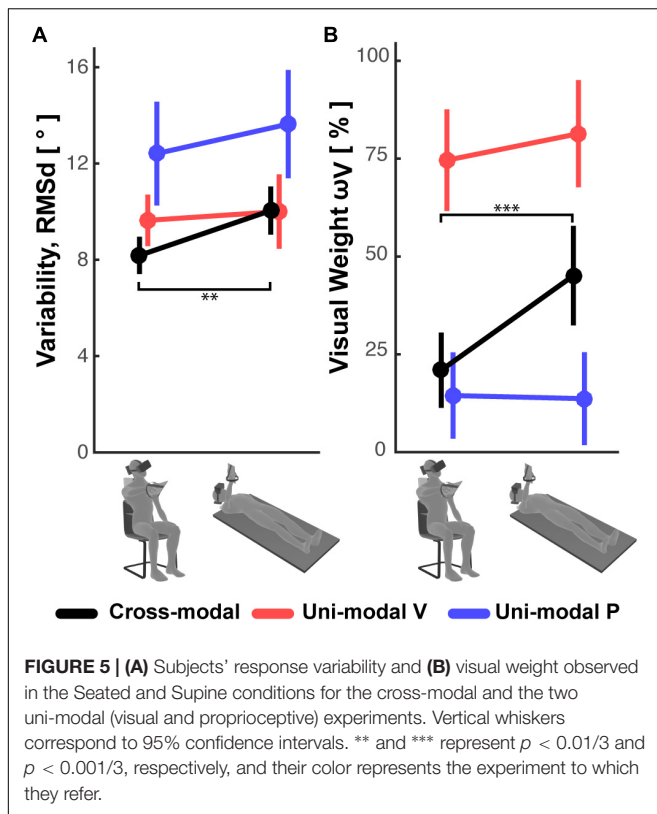 A
B
Variability, RMSd [ ° ]
16
12
8
4
0
**
Visual Weight ωV [ % ]
100
75
50
25
0
***
Cross-modal Uni-modal V Uni-modal P
FIGURE 5 | (A) Subjects' response variability and (B) visual weight observed
in the Seated and Supine conditions for the cross-modal and the two
uni-modal (visual and proprioceptive) experiments. Vertical whiskers
correspond to 95% confidence intervals. ** and *** represent p < 0.01/3 and
p < 0.001/3, respectively, and their color represents the experiment to which
they refer.